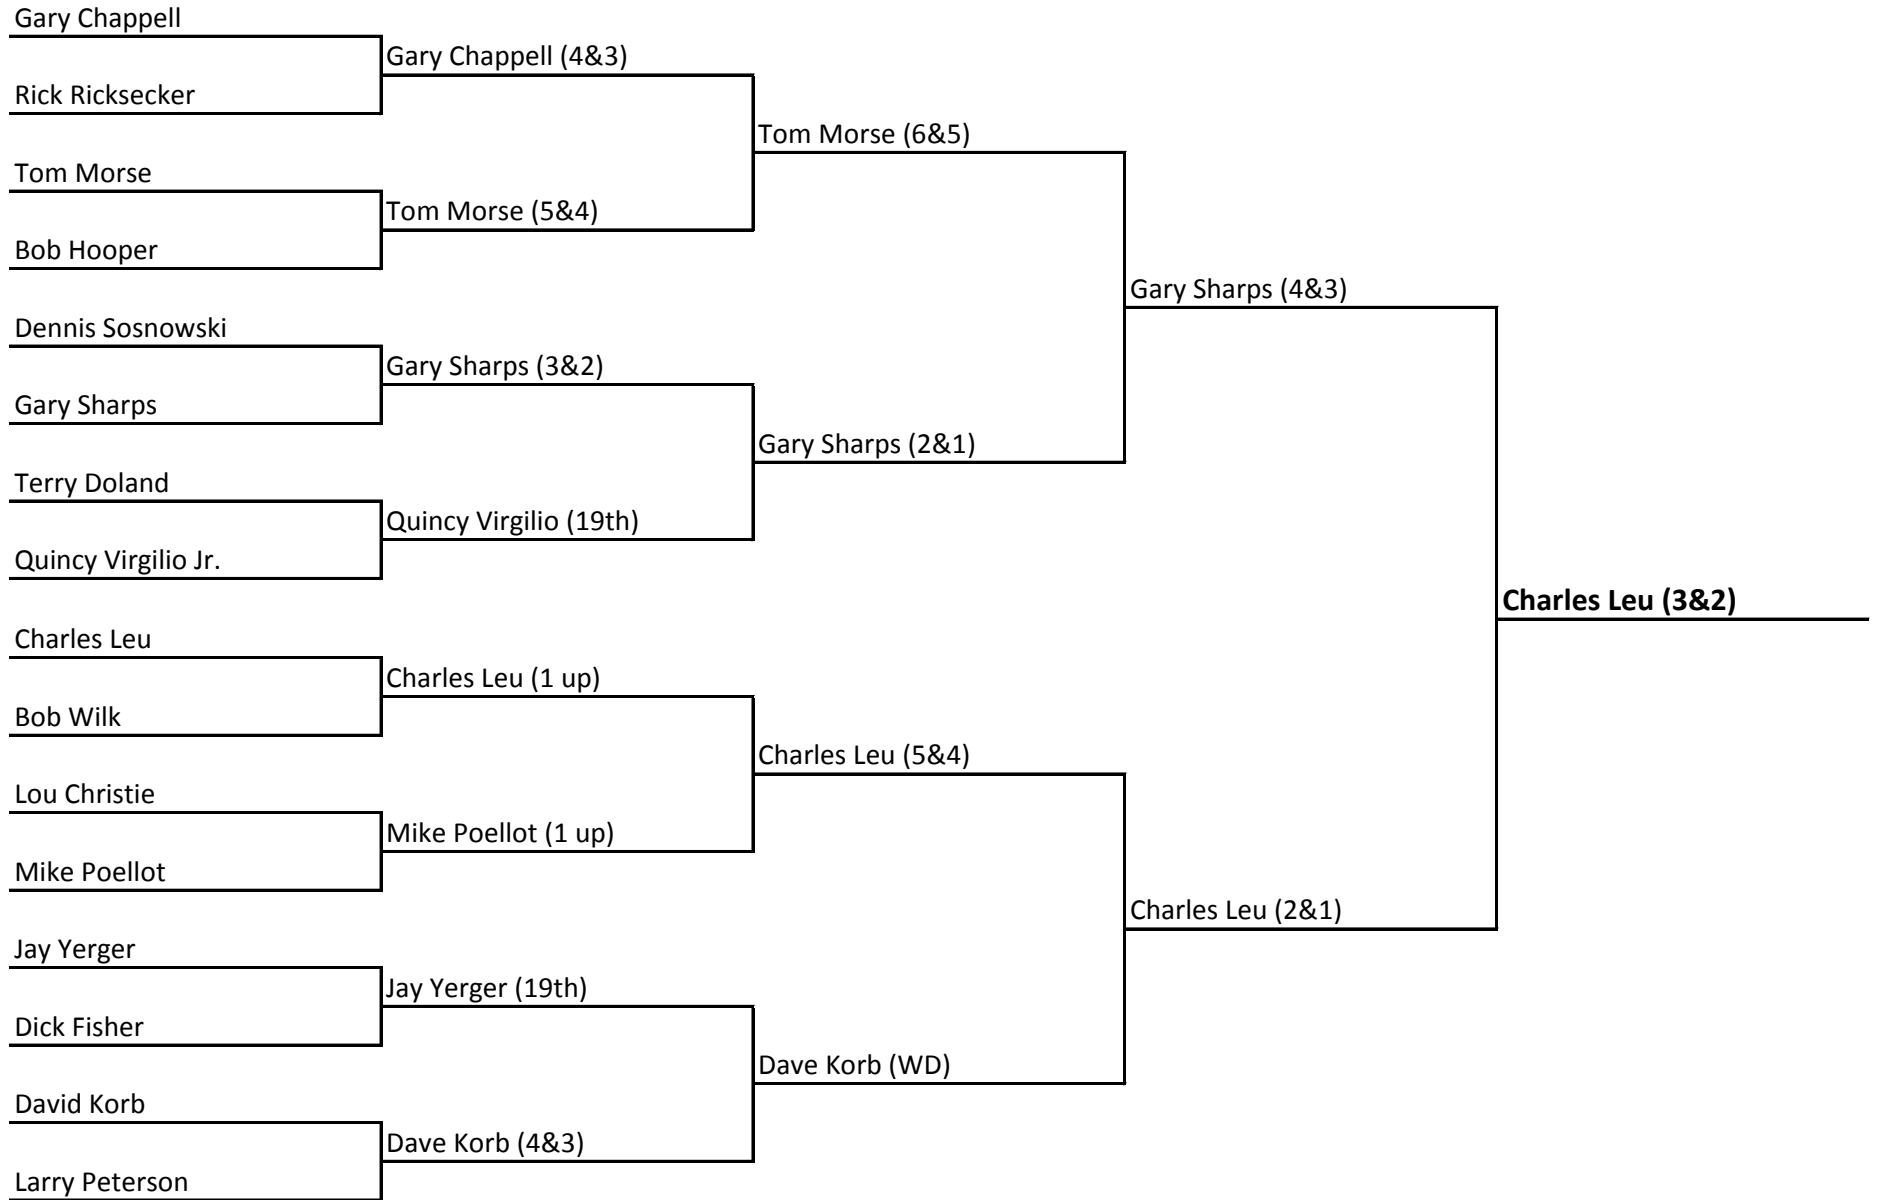 Gary Chappell
Gary Chappell (4&3)
Rick Ricksecker
Tom Morse (6&5)
Tom Morse
Tom Morse (5&4)
Bob Hooper
Gary Sharps (4&3)
Dennis Sosnowski
Gary Sharps (3&2)
Gary Sharps
Gary Sharps (2&1)
Terry Doland
Quincy Virgilio (19th)
Quincy Virgilio Jr.
Charles Leu (3&2)
Charles Leu
Charles Leu (1 up)
Bob Wilk
Charles Leu (5&4)
Lou Christie
Mike Poellot (1 up)
Mike Poellot
Charles Leu (2&1)
Jay Yerger
Jay Yerger (19th)
Dick Fisher
Dave Korb (WD)
David Korb
Dave Korb (4&3)
Larry Peterson